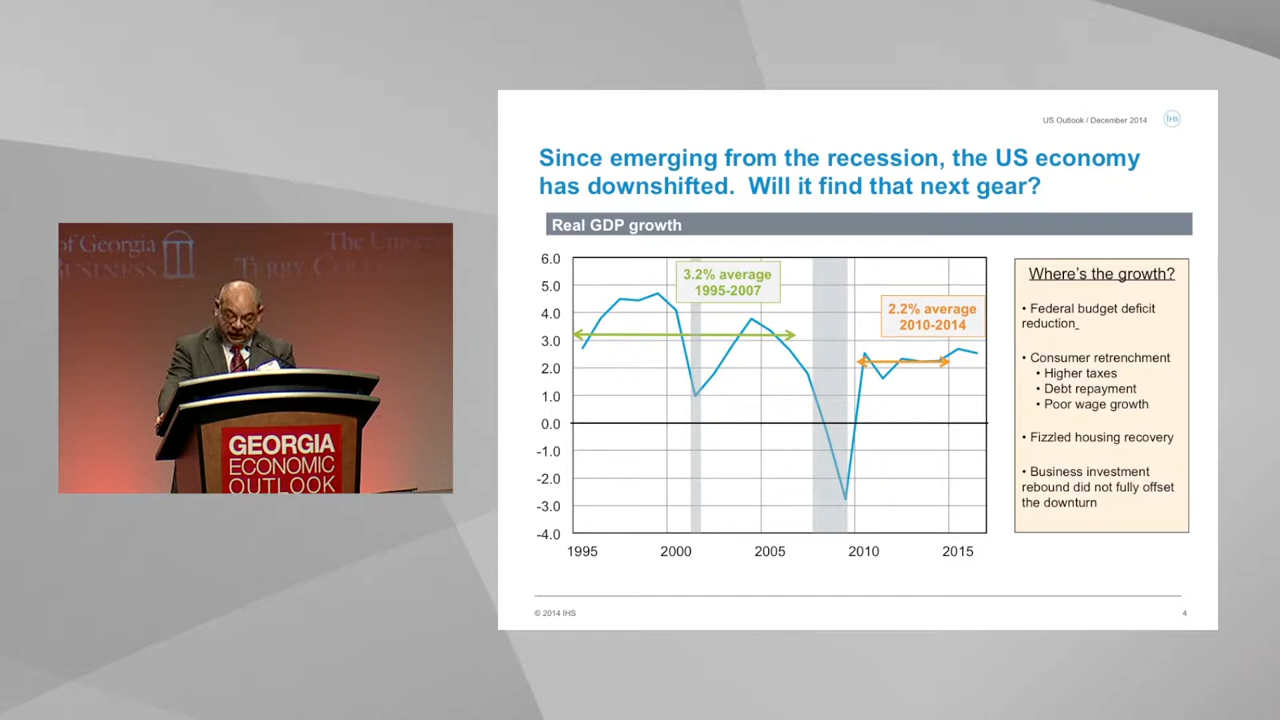 of Georgia
BUSINESS
The Univer
TERRY COL
GEORGIA
ECONOMIC
OUTLOOK
US Outlook / December 2014
IHS
Since emerging from the recession, the US economy
has downshifted.  Will it find that next gear?
Real GDP growth
6.0
5.0
4.0
3.0
2.0
1.0
0.0
-1.0
-2.0
-3.0
-4.0
3.2% average
1995-2007
2.2% average
2010-2014
1995 2000 2005 2010 2015
Where's the growth?
• Federal budget deficit
reduction_
• Consumer retrenchment
• Higher taxes
• Debt repayment
• Poor wage growth
• Fizzled housing recovery
• Business investment
rebound did not fully offset
the downturn
© 2014 IHS
4